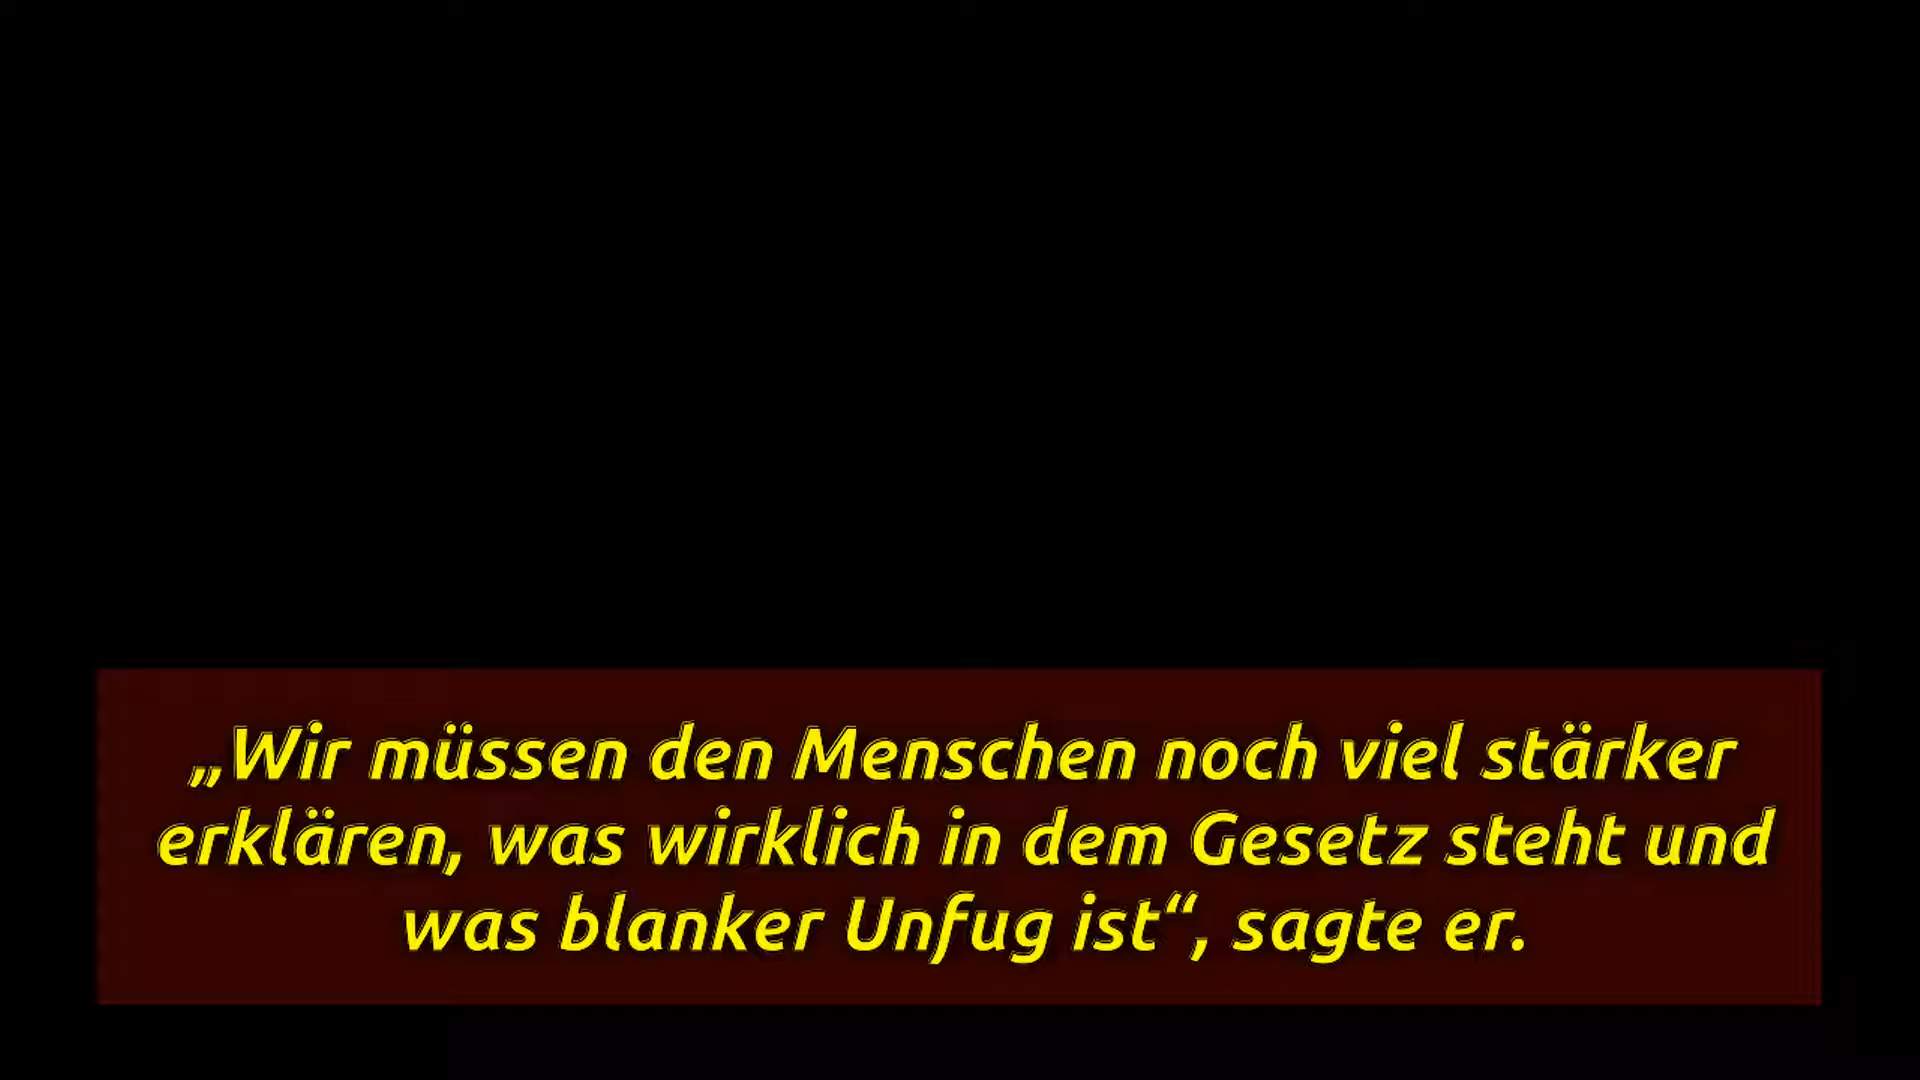 „Wir müssen den Menschen noch viel stärker
erklären, was wirklich in dem Gesetz steht und
was blanker Unfug ist“, sagte er.